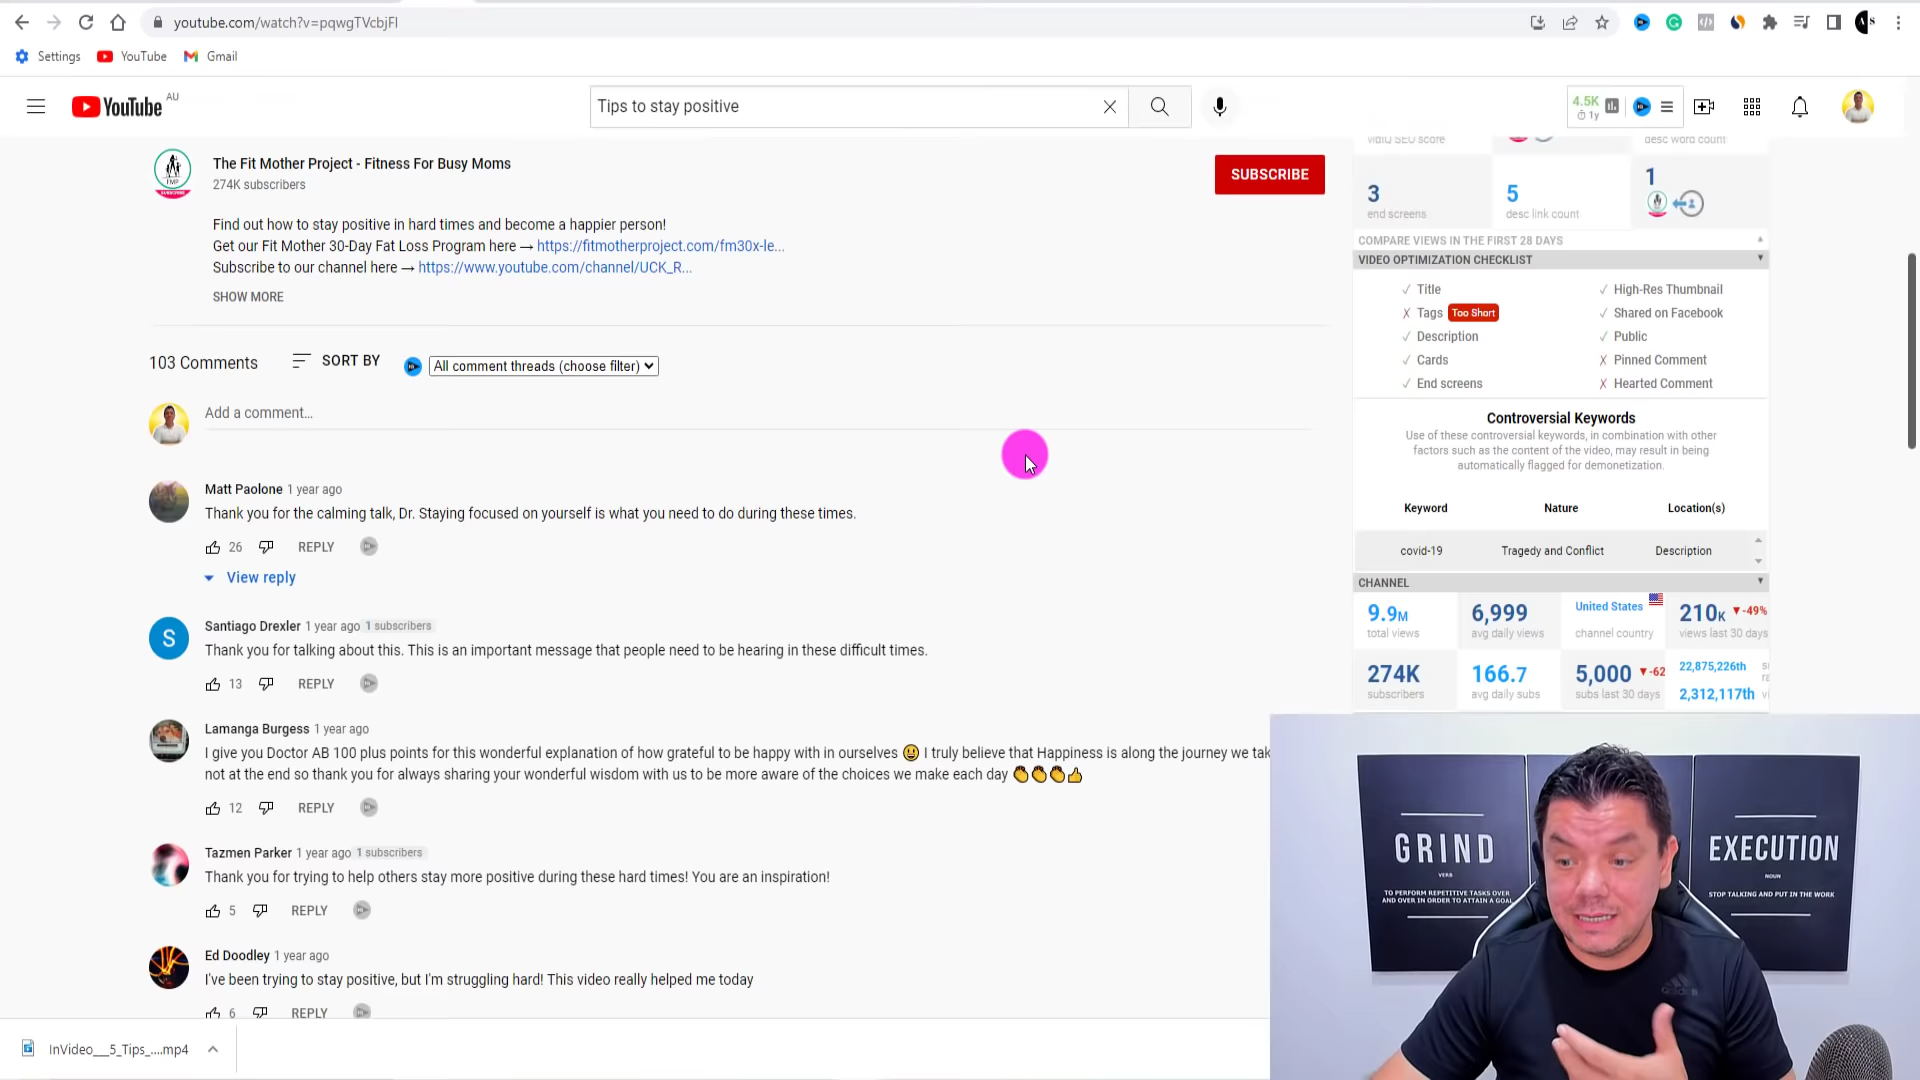 youtube.com/watch?v=pqwgTVcbjFI
Settings YouTube Gmail
YouTube AU
Tips to stay positive
4.5K
1y
vidIQ SEO score
desc word count
The Fit Mother Project - Fitness For Busy Moms
274K subscribers
SUBSCRIBE
Find out how to stay positive in hard times and become a happier person!
Get our Fit Mother 30-Day Fat Loss Program here → https://fitmotherproject.com/fm30x-le...
Subscribe to our channel here → https://www.youtube.com/channel/UCK_R...
SHOW MORE
103 Comments SORT BY All comment threads (choose filter)
Add a comment...
Matt Paolone 1 year ago
Thank you for the calming talk, Dr. Staying focused on yourself is what you need to do during these times.
26 REPLY
View reply
S
Santiago Drexler 1 year ago 1 subscribers
Thank you for talking about this. This is an important message that people need to be hearing in these difficult times.
13 REPLY
Lamanga Burgess 1 year ago
I give you Doctor AB 100 plus points for this wonderful explanation of how grateful to be happy with in ourselves 😃 I truly believe that Happiness is along the journey we tak
not at the end so thank you for always sharing your wonderful wisdom with us to be more aware of the choices we make each day 👏👏👏👍
12 REPLY
Tazmen Parker 1 year ago 1 subscribers
Thank you for trying to help others stay more positive during these hard times! You are an inspiration!
5 REPLY
Ed Doodley 1 year ago
I've been trying to stay positive, but I'm struggling hard! This video really helped me today
6 REPLY
InVideo___5_Tips_....mp4
3
end screens
5
desc link count
1
COMPARE VIEWS IN THE FIRST 28 DAYS
VIDEO OPTIMIZATION CHECKLIST
✓ Title ✓ High-Res Thumbnail
✗ Tags Too Short ✓ Shared on Facebook
✓ Description ✓ Public
✓ Cards ✗ Pinned Comment
✓ End screens ✗ Hearted Comment
Controversial Keywords
Use of these controversial keywords, in combination with other
factors such as the content of the video, may result in being
automatically flagged for demonetization.
Keyword Nature Location(s)
covid-19 Tragedy and Conflict Description
CHANNEL
9.9M 6,999 United States 210K ▼-49%
total views avg daily views channel country views last 30 days
274K 166.7 5,000 ▼-62 22,875,226th
subscribers avg daily subs subs last 30 days 2,312,117th
GRIND
VERB
TO PERFORM REPETITIVE TASKS OVER
AND OVER IN ORDER TO ATTAIN A GOAL
EXECUTION
NOUN
STOP TALKING AND PUT IN THE WORK